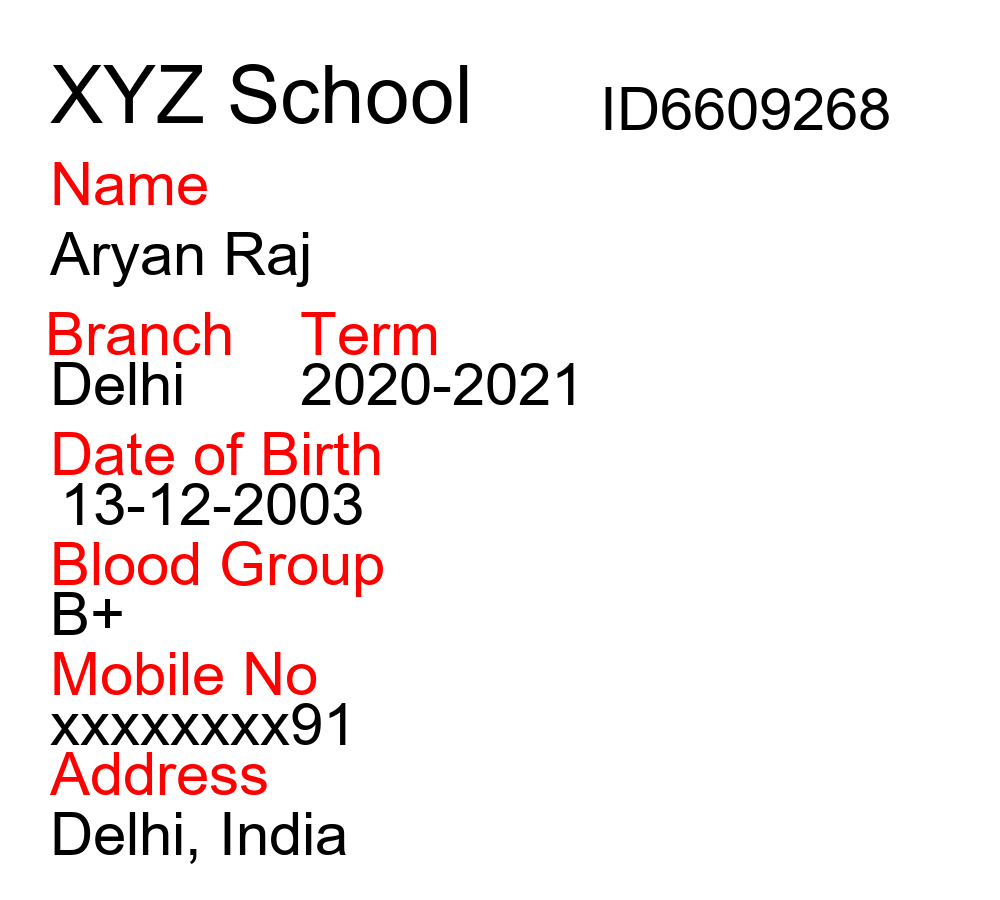 XYZ School ID6609268
Name
Aryan Raj
Branch Term
Delhi 2020-2021
Date of Birth
13-12-2003
Blood Group
B+
Mobile No
xxxxxxxx91
Address
Delhi, India